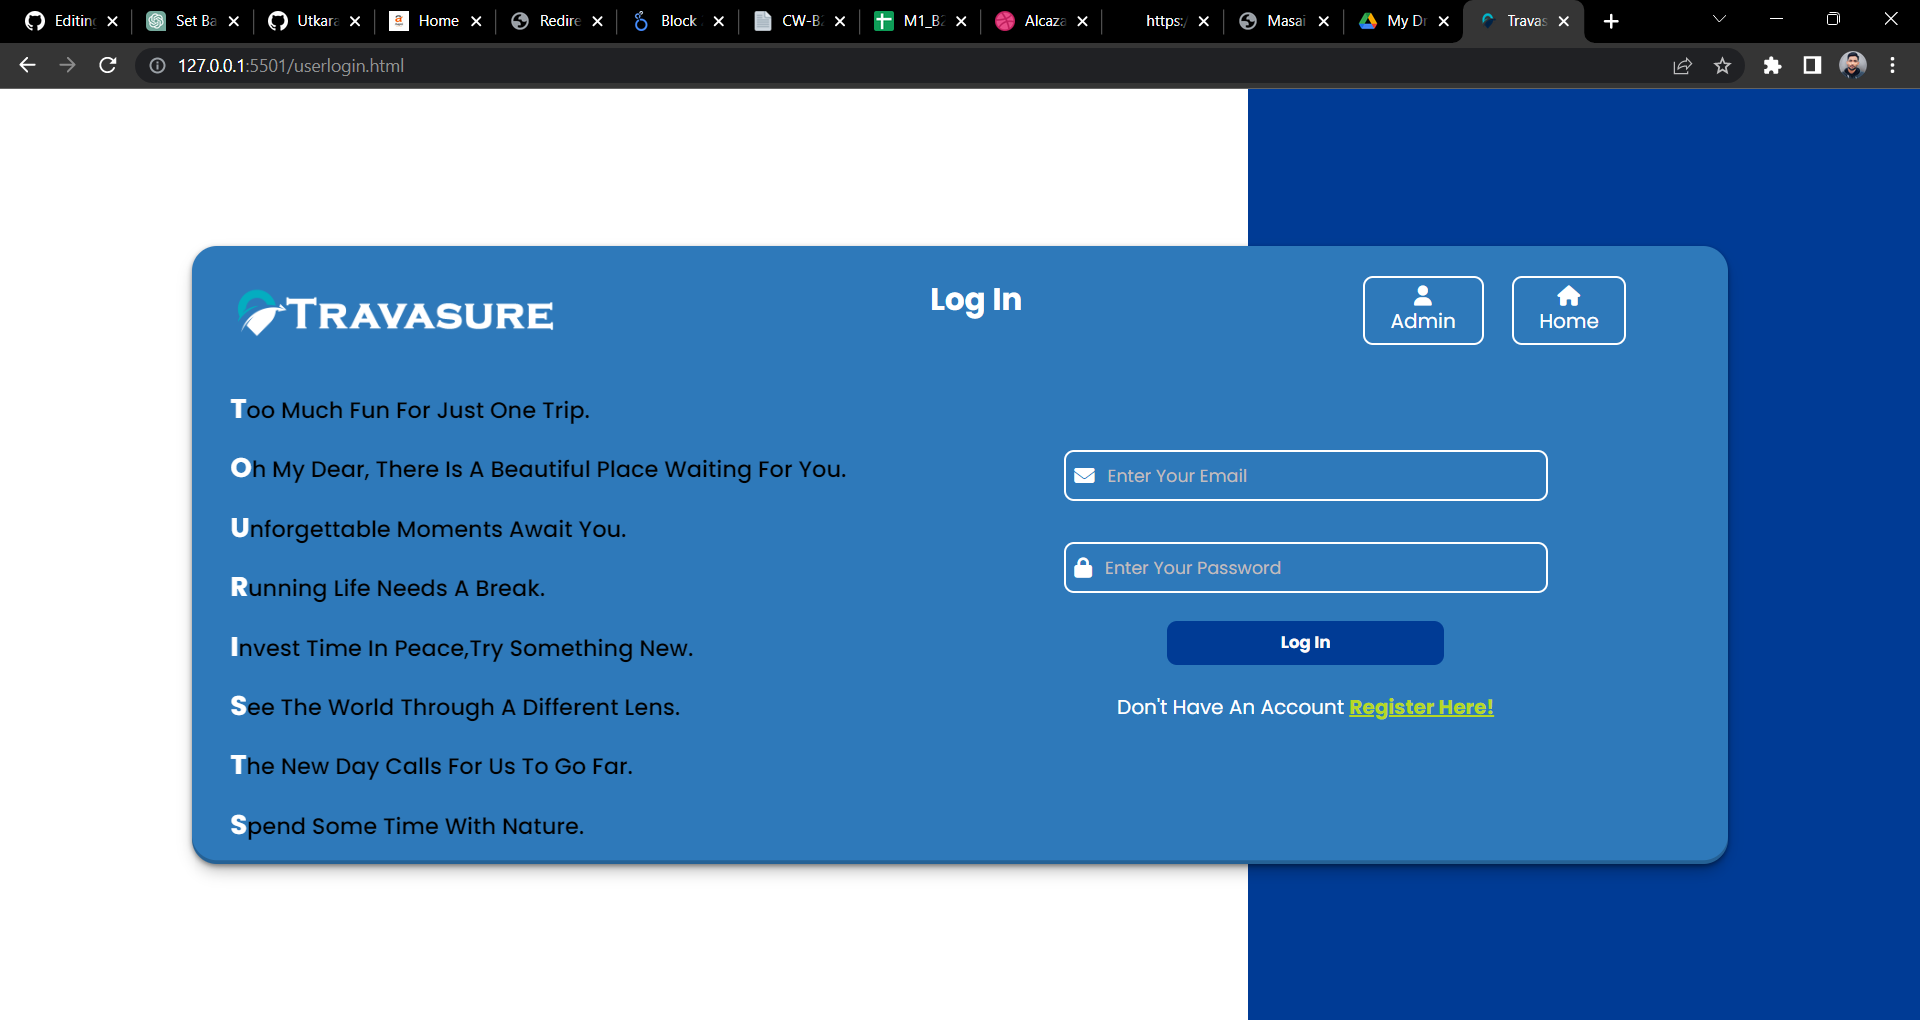 Editin Set Ba Utkar Home Redire Block CW-B M1_B2 Alcaza https:/ Masai My Dr Travas
127.0.0.1:5501/userlogin.html
TRAVASURE
Log In
Admin
Home
Too Much Fun For Just One Trip.
Oh My Dear, There Is A Beautiful Place Waiting For You.
Unforgettable Moments Await You.
Running Life Needs A Break.
Invest Time In Peace,Try Something New.
See The World Through A Different Lens.
The New Day Calls For Us To Go Far.
Spend Some Time With Nature.
Enter Your Email
Enter Your Password
Log In
Don't Have An Account Register Here!